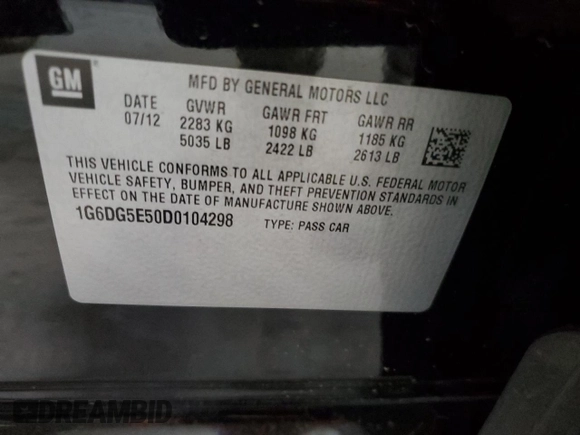 GM
MFD BY GENERAL MOTORS LLC
DATE GVWR GAWR FRT GAWR RR
07/12 2283 KG 1098 KG 1185 KG
5035 LB 2422 LB 2613 LB
THIS VEHICLE CONFORMS TO ALL APPLICABLE U.S. FEDERAL MOTOR
VEHICLE SAFETY, BUMPER, AND THEFT PREVENTION STANDARDS IN
EFFECT ON THE DATE OF MANUFACTURE SHOWN ABOVE.
1G6DG5E50D0104298 TYPE: PASS CAR
DREAMBID